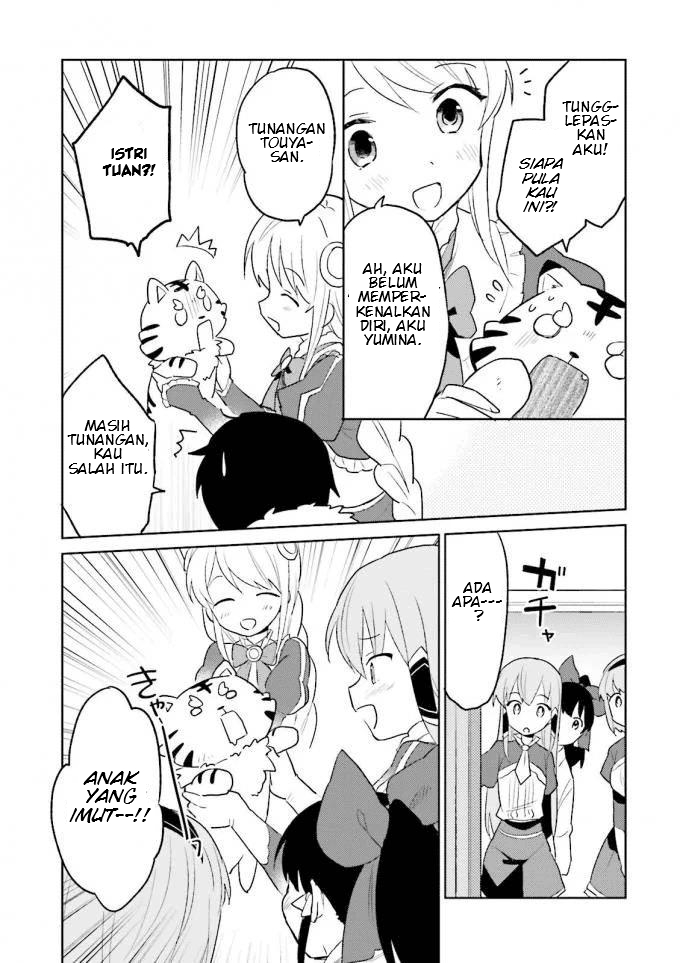 TUNGG-
LEPAS-
KAN
AKU!
SIAPA
PULA
KAU
INI?!
AH, AKU
BELUM
MEMPER-
KENALKAN
DIRI, AKU
YUMINA.
TUNANGAN
TOUYA-
SAN.
ISTRI
TUAN?!
MASIH
TUNANGAN,
KAU
SALAH ITU.
ガチャ
ADA
APA---
?
きゃー
ANAK
YANG
IMUT--!!